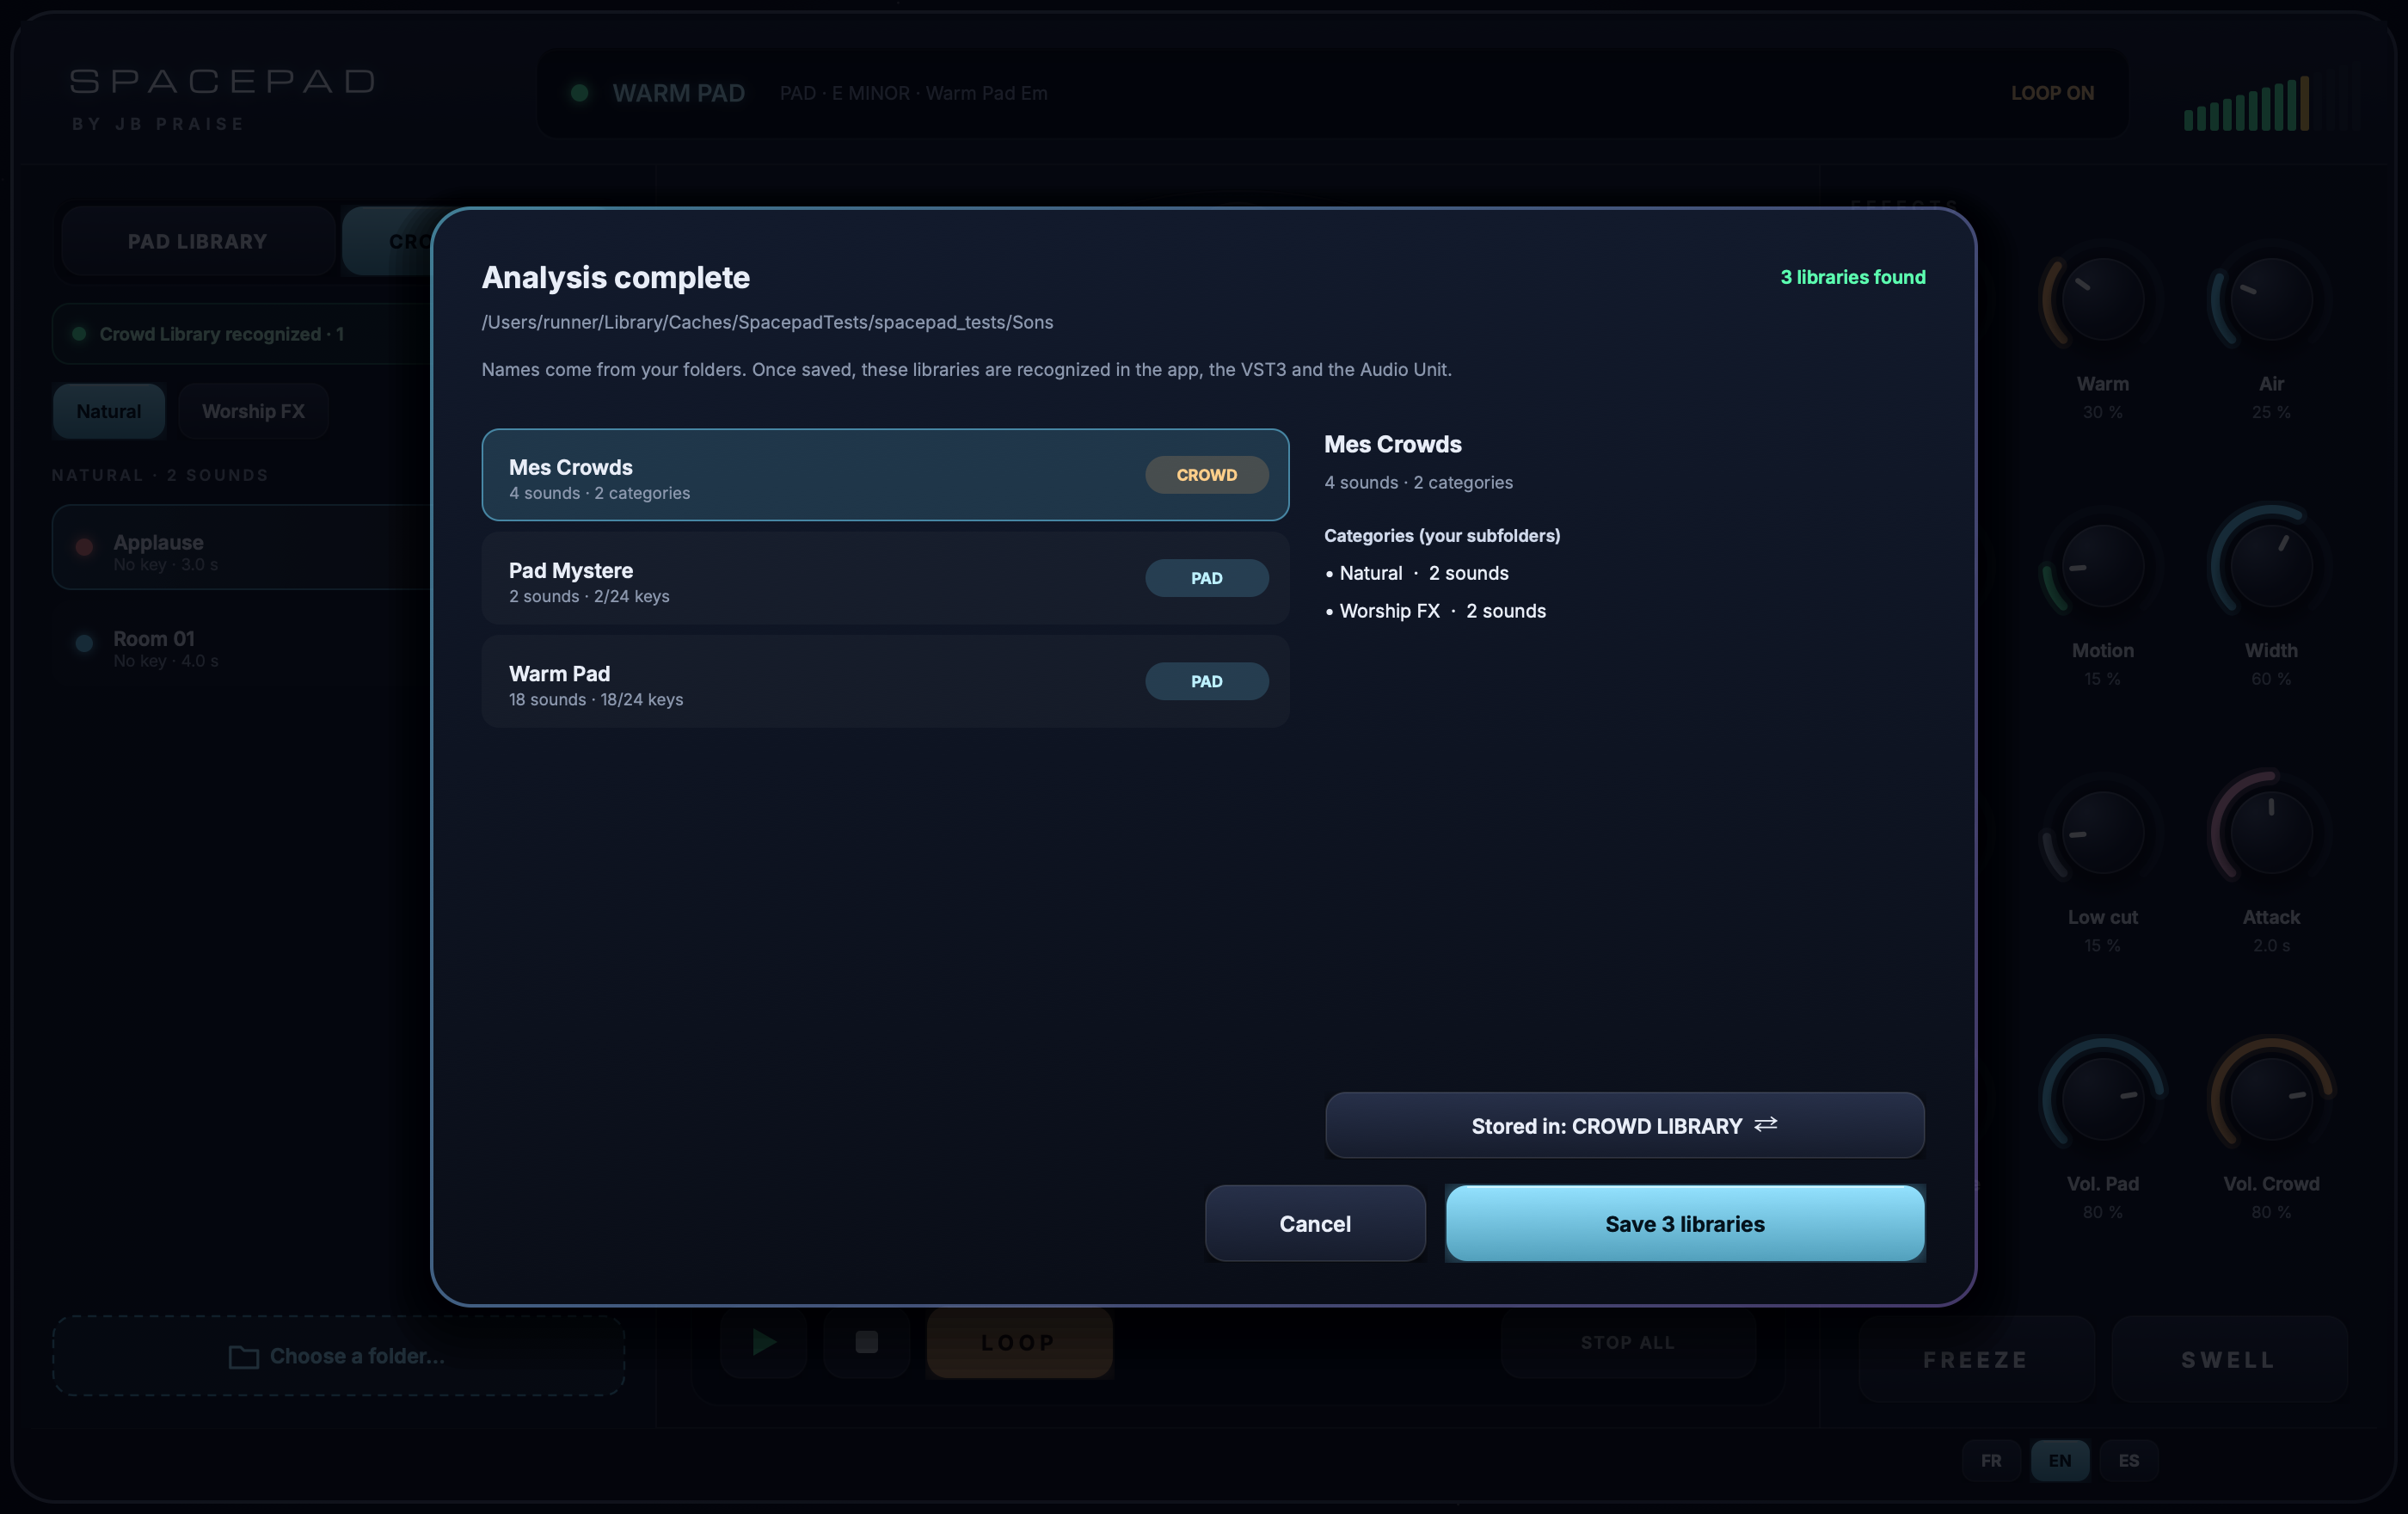 SPACEPAD
BY JB PRAISE
WARM PAD PAD · E MINOR · Warm Pad Em LOOP ON
PAD LIBRARY
Crowd Library recognized · 1
Natural Worship FX
NATURAL · 2 SOUNDS
Applause
No key · 3.0 s
Room 01
No key · 4.0 s
Choose a folder...
Analysis complete
3 libraries found
/Users/runner/Library/Caches/SpacepadTests/spacepad_tests/Sons
Names come from your folders. Once saved, these libraries are recognized in the app, the VST3 and the Audio Unit.
Mes Crowds
4 sounds · 2 categories
CROWD
Pad Mystere
2 sounds · 2/24 keys
PAD
Warm Pad
18 sounds · 18/24 keys
PAD
Mes Crowds
4 sounds · 2 categories
Categories (your subfolders)
• Natural · 2 sounds
• Worship FX · 2 sounds
Stored in: CROWD LIBRARY ⇄
Cancel
Save 3 libraries
LOOP
STOP ALL
EFFECTS
Warm Air
30 % 25 %
Motion Width
15 % 60 %
Low cut Attack
15 % 2.0 s
Vol. Pad Vol. Crowd
80 % 80 %
FREEZE SWELL
FR EN ES